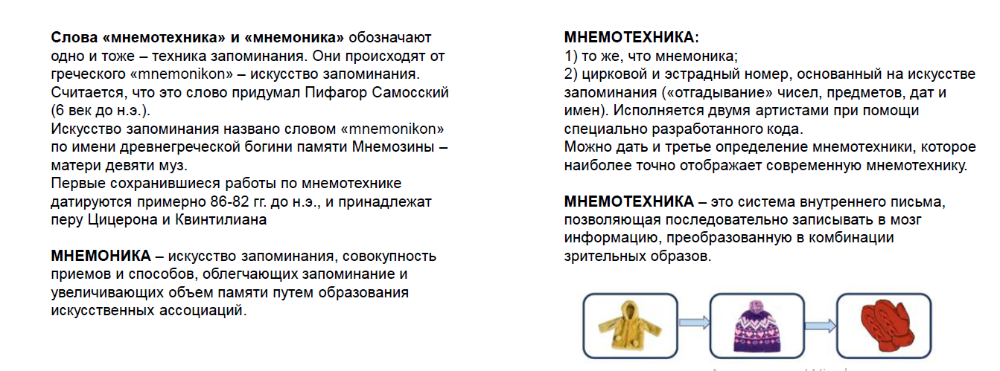 Слова «мнемотехника» и «мнемоника» обозначают
одно и тоже – техника запоминания. Они происходят от
греческого «mnemonikon» – искусство запоминания.
Считается, что это слово придумал Пифагор Самосский
(6 век до н.э.).
Искусство запоминания названо словом «mnemonikon»
по имени древнегреческой богини памяти Мнемозины –
матери девяти муз.
Первые сохранившиеся работы по мнемотехнике
датируются примерно 86-82 гг. до н.э., и принадлежат
перу Цицерона и Квинтилиана
МНЕМОНИКА – искусство запоминания, совокупность
приемов и способов, облегчающих запоминание и
увеличивающих объем памяти путем образования
искусственных ассоциаций.
МНЕМОТЕХНИКА:
1) то же, что мнемоника;
2) цирковой и эстрадный номер, основанный на искусстве
запоминания («отгадывание» чисел, предметов, дат и
имен). Исполняется двумя артистами при помощи
специально разработанного кода.
Можно дать и третье определение мнемотехники, которое
наиболее точно отображает современную мнемотехнику.
МНЕМОТЕХНИКА – это система внутреннего письма,
позволяющая последовательно записывать в мозг
информацию, преобразованную в комбинации
зрительных образов.